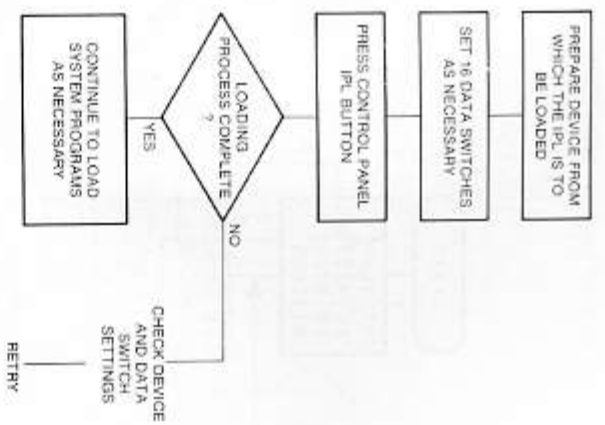 PREPARE DEVICE FROM
WHICH THE IPL IS TO
BE LOADED
SET 16 DATA SWITCHES
AS NECESSARY
PRESS CONTROL PANEL
IPL BUTTON
LOADING
PROCESS COMPLETE
?
NO
YES
CONTINUE TO LOAD
SYSTEM PROGRAMS
AS NECESSARY
CHECK DEVICE
AND DATA
SWITCH
SETTINGS
RETRY